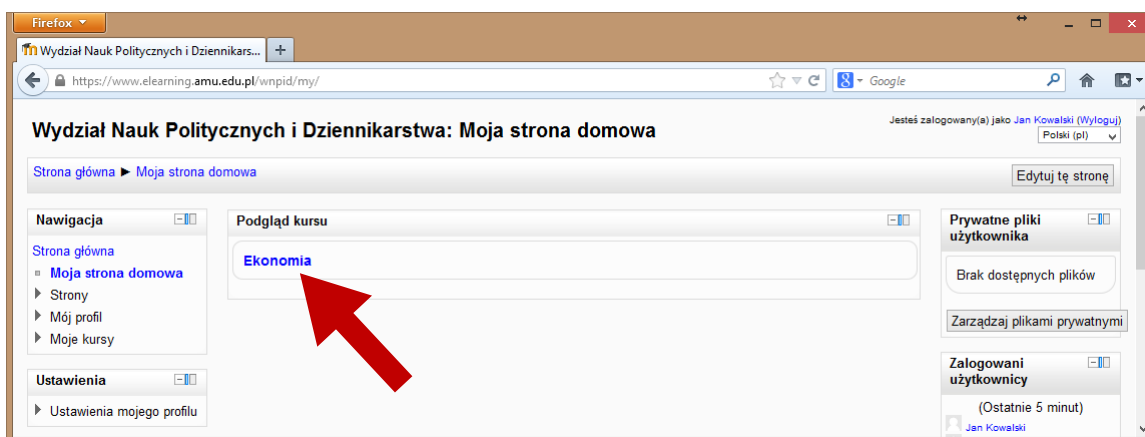 Firefox
Wydział Nauk Politycznych i Dziennikars...
https://www.elearning.amu.edu.pl/wnpid/my/
Google
Wydział Nauk Politycznych i Dziennikarstwa: Moja strona domowa
Jesteś zalogowany(a) jako Jan Kowalski (Wyloguj)
Polski (pl)
Strona główna ► Moja strona domowa
Edytuj tę stronę
Nawigacja
Strona główna
Moja strona domowa
Strony
Mój profil
Moje kursy
Ustawienia
Ustawienia mojego profilu
Podgląd kursu
Ekonomia
Prywatne pliki
użytkownika
Brak dostępnych plików
Zarządzaj plikami prywatnymi
Zalogowani
użytkownicy
(Ostatnie 5 minut)
Jan Kowalski